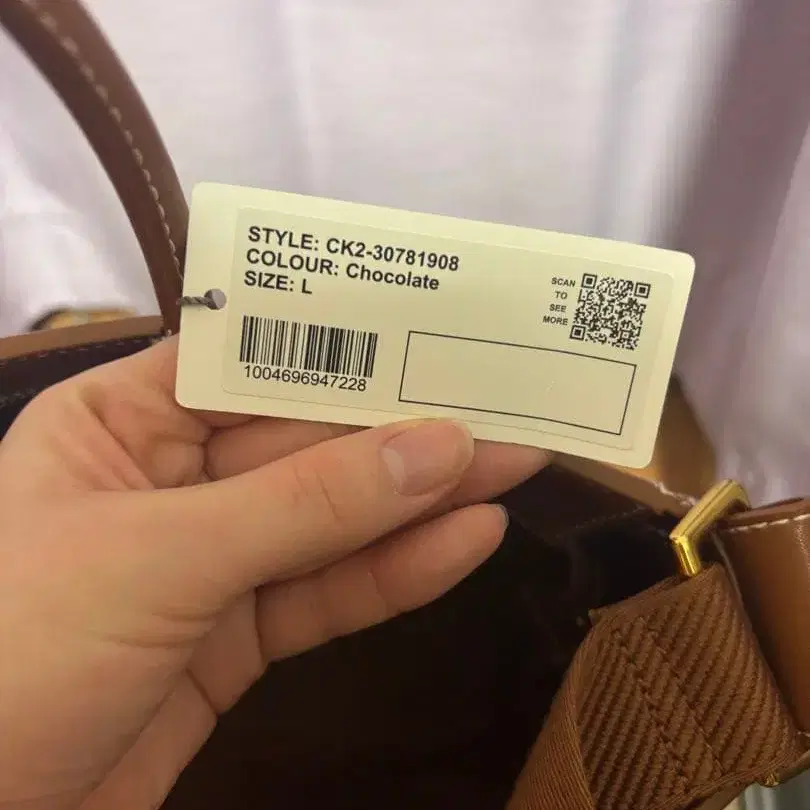 STYLE: CK2-30781908
COLOUR: Chocolate
SIZE: L
SCAN
TO
SEE
MORE
1004696947228